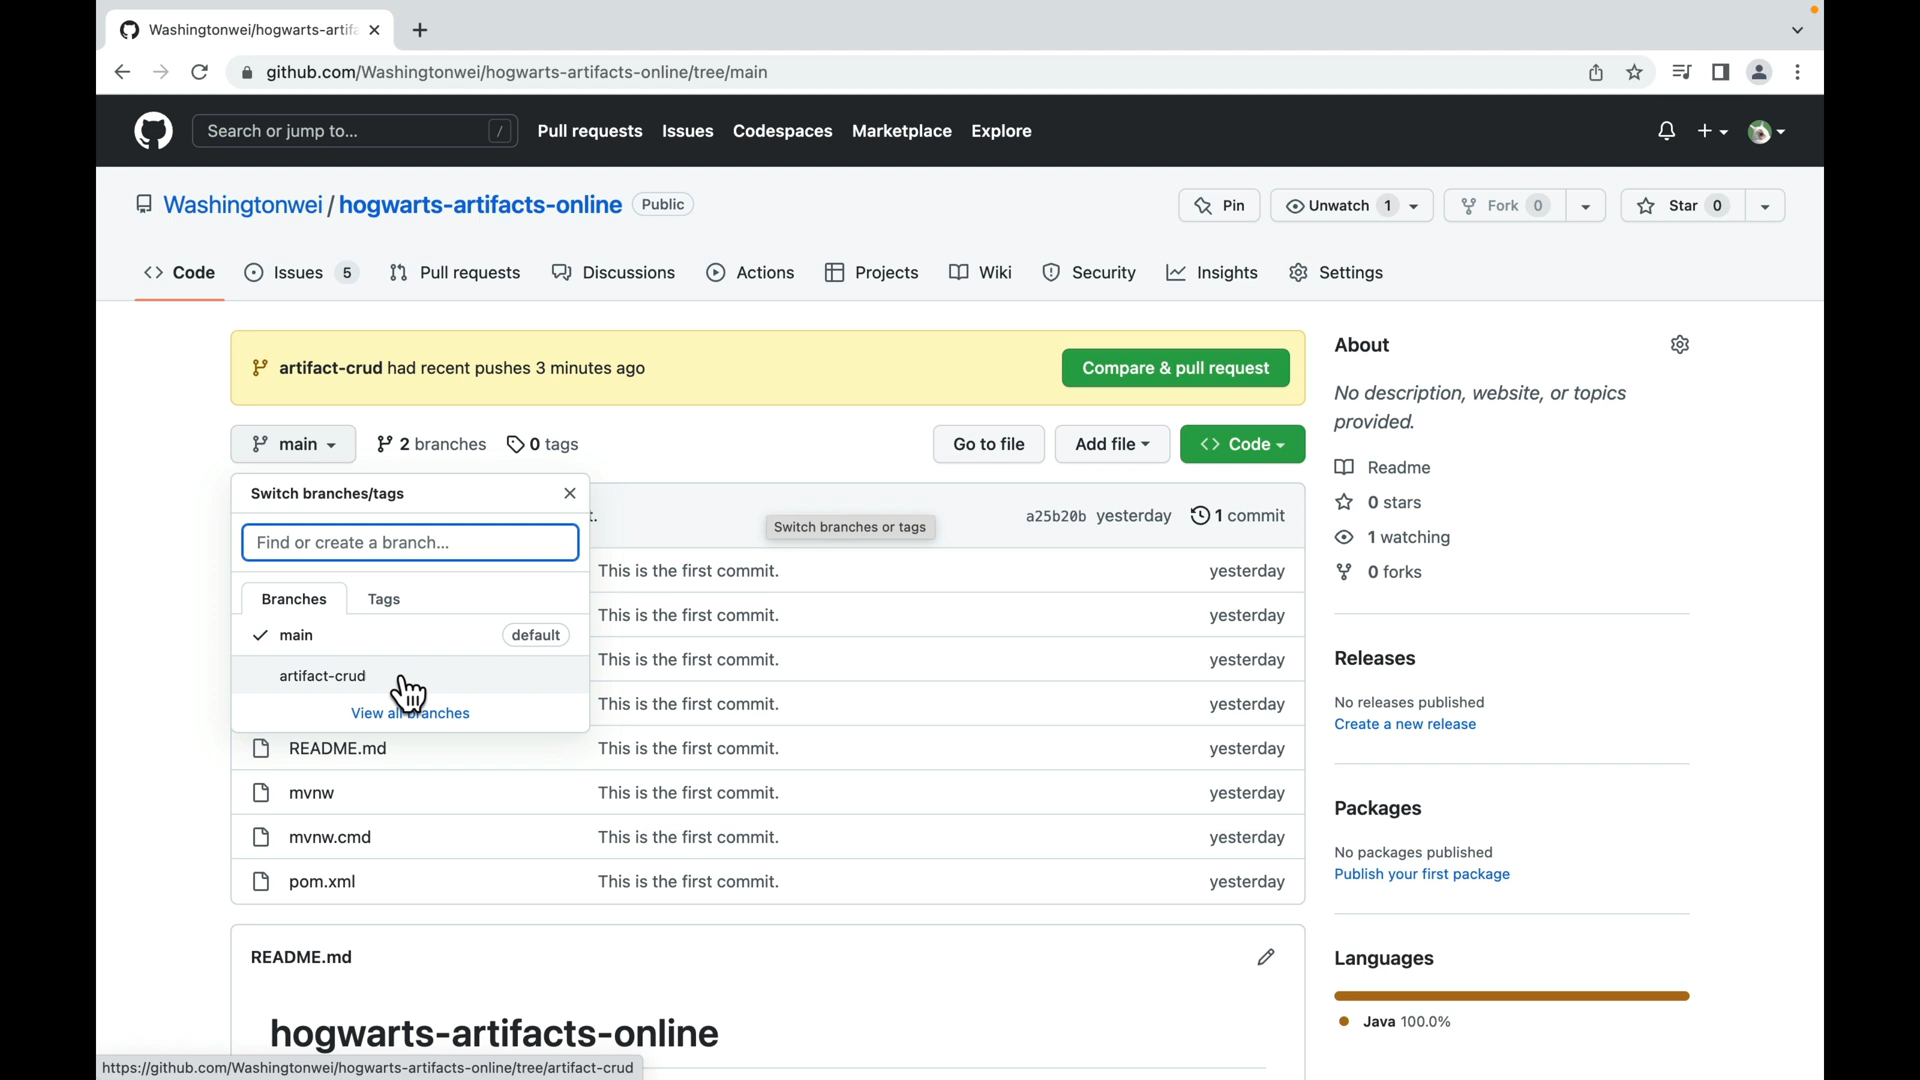 Washingtonwei/hogwarts-artifa
github.com/Washingtonwei/hogwarts-artifacts-online/tree/main
Search or jump to... / Pull requests Issues Codespaces Marketplace Explore
Washingtonwei / hogwarts-artifacts-online Public
Pin Unwatch 1 Fork 0 Star 0
Code Issues 5 Pull requests Discussions Actions Projects Wiki Security Insights Settings
artifact-crud had recent pushes 3 minutes ago Compare & pull request
main 2 branches 0 tags Go to file Add file Code
Switch branches/tags
Find or create a branch...
Branches Tags
main default
artifact-crud
View all branches
Switch branches or tags
t. a25b20b yesterday 1 commit
This is the first commit. yesterday
This is the first commit. yesterday
This is the first commit. yesterday
This is the first commit. yesterday
README.md This is the first commit. yesterday
mvnw This is the first commit. yesterday
mvnw.cmd This is the first commit. yesterday
pom.xml This is the first commit. yesterday
README.md
hogwarts-artifacts-online
About
No description, website, or topics
provided.
Readme
0 stars
1 watching
0 forks
Releases
No releases published
Create a new release
Packages
No packages published
Publish your first package
Languages
Java 100.0%
https://github.com/Washingtonwei/hogwarts-artifacts-online/tree/artifact-crud